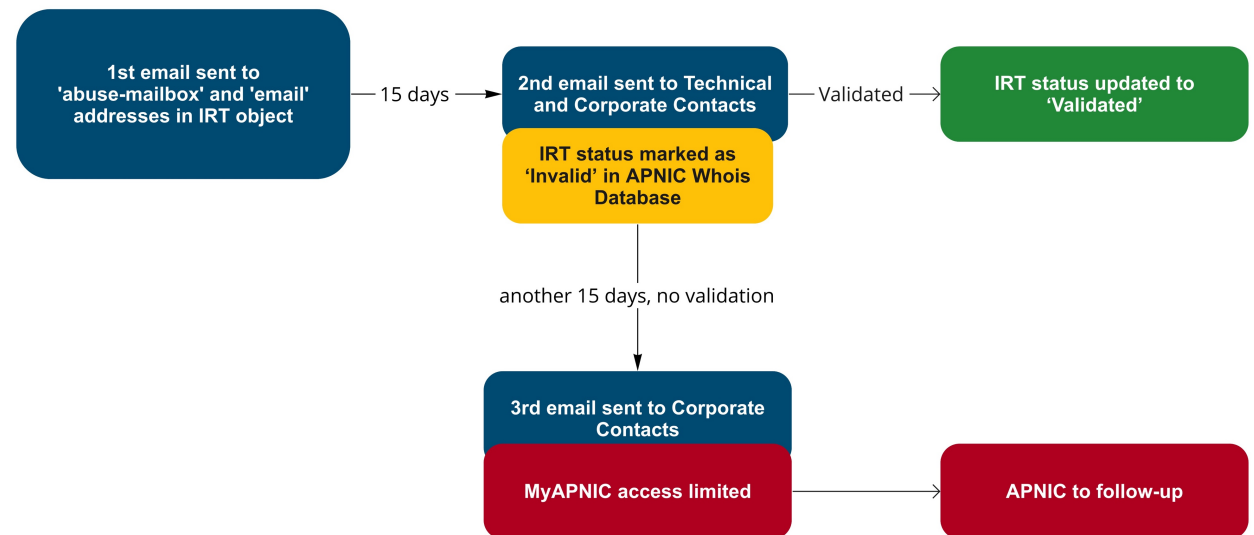 1st email sent to
'abuse-mailbox' and 'email'
addresses in IRT object
15 days
2nd email sent to Technical
and Corporate Contacts
Validated
IRT status updated to
‘Validated’
IRT status marked as
‘Invalid’ in APNIC Whois
Database
another 15 days, no validation
3rd email sent to Corporate
Contacts
MyAPNIC access limited
APNIC to follow-up